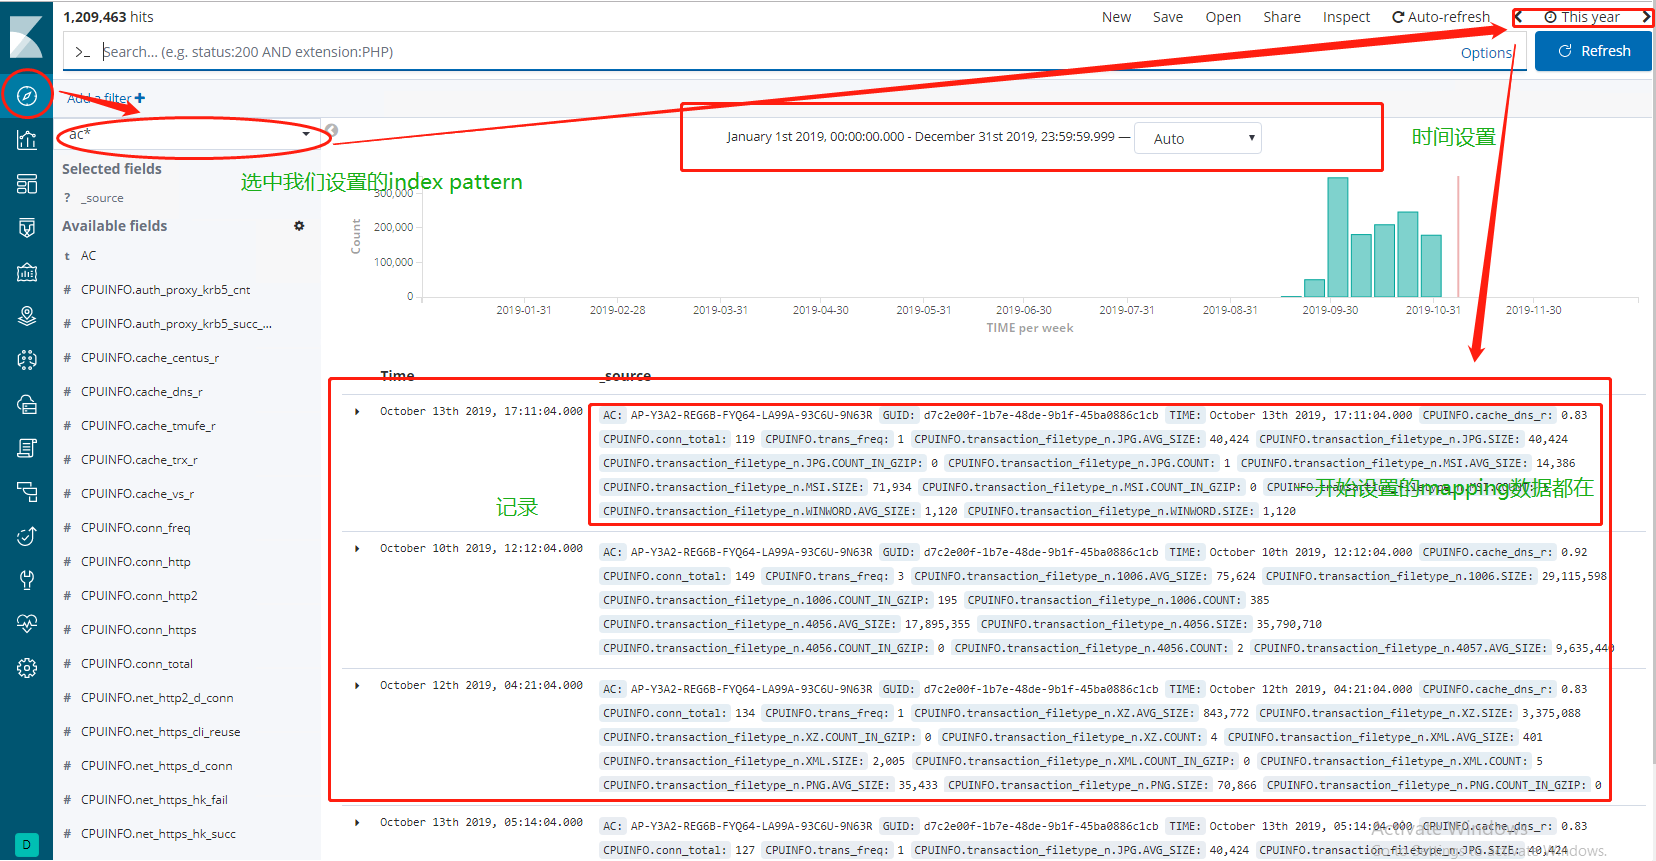 1,209,463 hits
New Save Open Share Inspect Auto-refresh This year
>_ Search... (e.g. status:200 AND extension:PHP) Options Refresh
Add a filter +
ac*
January 1st 2019, 00:00:00.000 - December 31st 2019, 23:59:59.999 — Auto
时间设置
Selected fields
? _source
选中我们设置的index pattern
Available fields
t AC
# CPUINFO.auth_proxy_krb5_cnt
# CPUINFO.auth_proxy_krb5_succ_...
# CPUINFO.cache_centus_r
# CPUINFO.cache_dns_r
# CPUINFO.cache_tmufe_r
# CPUINFO.cache_trx_r
# CPUINFO.cache_vs_r
# CPUINFO.conn_freq
# CPUINFO.conn_http
# CPUINFO.conn_http2
# CPUINFO.conn_https
# CPUINFO.conn_total
# CPUINFO.net_http2_d_conn
# CPUINFO.net_https_cli_reuse
# CPUINFO.net_https_d_conn
# CPUINFO.net_https_hk_fail
# CPUINFO.net_https_hk_succ
D
Count
300,000
200,000
100,000
0
2019-01-31 2019-02-28 2019-03-31 2019-04-30 2019-05-31 2019-06-30 2019-07-31 2019-08-31 2019-09-30 2019-10-31 2019-11-30
TIME per week
Time _source
October 13th 2019, 17:11:04.000 AC: AP-Y3A2-REG6B-FYQ64-LA99A-93C6U-9N63R GUID: d7c2e00f-1b7e-48de-9b1f-45ba0886c1cb TIME: October 13th 2019, 17:11:04.000 CPUINFO.cache_dns_r: 0.83
CPUINFO.conn_total: 119 CPUINFO.trans_freq: 1 CPUINFO.transaction_filetype_n.JPG.AVG_SIZE: 40,424 CPUINFO.transaction_filetype_n.JPG.SIZE: 40,424
CPUINFO.transaction_filetype_n.JPG.COUNT_IN_GZIP: 0 CPUINFO.transaction_filetype_n.JPG.COUNT: 1 CPUINFO.transaction_filetype_n.MSI.AVG_SIZE: 14,386
CPUINFO.transaction_filetype_n.MSI.SIZE: 71,934 CPUINFO.transaction_filetype_n.MSI.COUNT_IN_GZIP: 0 CPUINFO.transaction_filetype_n.MSI.COUNT: 5
一开始设置的mapping数据都在
记录
CPUINFO.transaction_filetype_n.WINWORD.AVG_SIZE: 1,120 CPUINFO.transaction_filetype_n.WINWORD.SIZE: 1,120
October 10th 2019, 12:12:04.000 AC: AP-Y3A2-REG6B-FYQ64-LA99A-93C6U-9N63R GUID: d7c2e00f-1b7e-48de-9b1f-45ba0886c1cb TIME: October 10th 2019, 12:12:04.000 CPUINFO.cache_dns_r: 0.92
CPUINFO.conn_total: 149 CPUINFO.trans_freq: 3 CPUINFO.transaction_filetype_n.1006.AVG_SIZE: 75,624 CPUINFO.transaction_filetype_n.1006.SIZE: 29,115,598
CPUINFO.transaction_filetype_n.1006.COUNT_IN_GZIP: 195 CPUINFO.transaction_filetype_n.1006.COUNT: 385
CPUINFO.transaction_filetype_n.4056.AVG_SIZE: 17,895,355 CPUINFO.transaction_filetype_n.4056.SIZE: 35,790,710
CPUINFO.transaction_filetype_n.4056.COUNT_IN_GZIP: 0 CPUINFO.transaction_filetype_n.4056.COUNT: 2 CPUINFO.transaction_filetype_n.4057.AVG_SIZE: 9,635,440
October 12th 2019, 04:21:04.000 AC: AP-Y3A2-REG6B-FYQ64-LA99A-93C6U-9N63R GUID: d7c2e00f-1b7e-48de-9b1f-45ba0886c1cb TIME: October 12th 2019, 04:21:04.000 CPUINFO.cache_dns_r: 0.83
CPUINFO.conn_total: 134 CPUINFO.trans_freq: 1 CPUINFO.transaction_filetype_n.XZ.AVG_SIZE: 843,772 CPUINFO.transaction_filetype_n.XZ.SIZE: 3,375,088
CPUINFO.transaction_filetype_n.XZ.COUNT_IN_GZIP: 0 CPUINFO.transaction_filetype_n.XZ.COUNT: 4 CPUINFO.transaction_filetype_n.XML.AVG_SIZE: 401
CPUINFO.transaction_filetype_n.XML.SIZE: 2,005 CPUINFO.transaction_filetype_n.XML.COUNT_IN_GZIP: 0 CPUINFO.transaction_filetype_n.XML.COUNT: 5
CPUINFO.transaction_filetype_n.PNG.AVG_SIZE: 35,433 CPUINFO.transaction_filetype_n.PNG.SIZE: 70,866 CPUINFO.transaction_filetype_n.PNG.COUNT_IN_GZIP: 0
October 13th 2019, 05:14:04.000 AC: AP-Y3A2-REG6B-FYQ64-LA99A-93C6U-9N63R GUID: d7c2e00f-1b7e-48de-9b1f-45ba0886c1cb TIME: October 13th 2019, 05:14:04.000 CPUINFO.cache_dns_r: 0.83
Activate Windows
CPUINFO.conn_total: 127 CPUINFO.trans_freq: 1 CPUINFO.transaction_filetype_n.JPG.AVG_SIZE: 40,424 CPUINFO.transaction_filetype_n.JPG.SIZE: 40,424
Go to Settings to activate Windows.